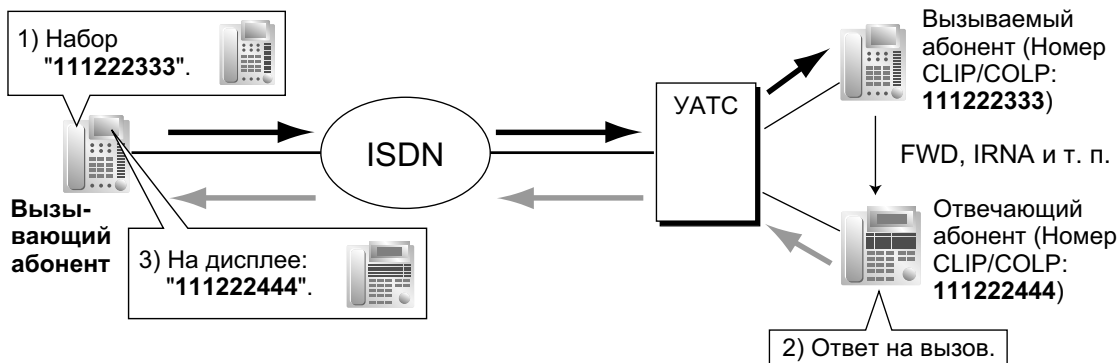 1) Набор
"111222333".
Вызы-
вающий
абонент
3) На дисплее:
"111222444".
ISDN
УАТС
Вызываемый
абонент (Номер
CLIP/COLP:
111222333)
FWD, IRNA и т. п.
Отвечающий
абонент (Номер
CLIP/COLP:
111222444)
2) Ответ на вызов.